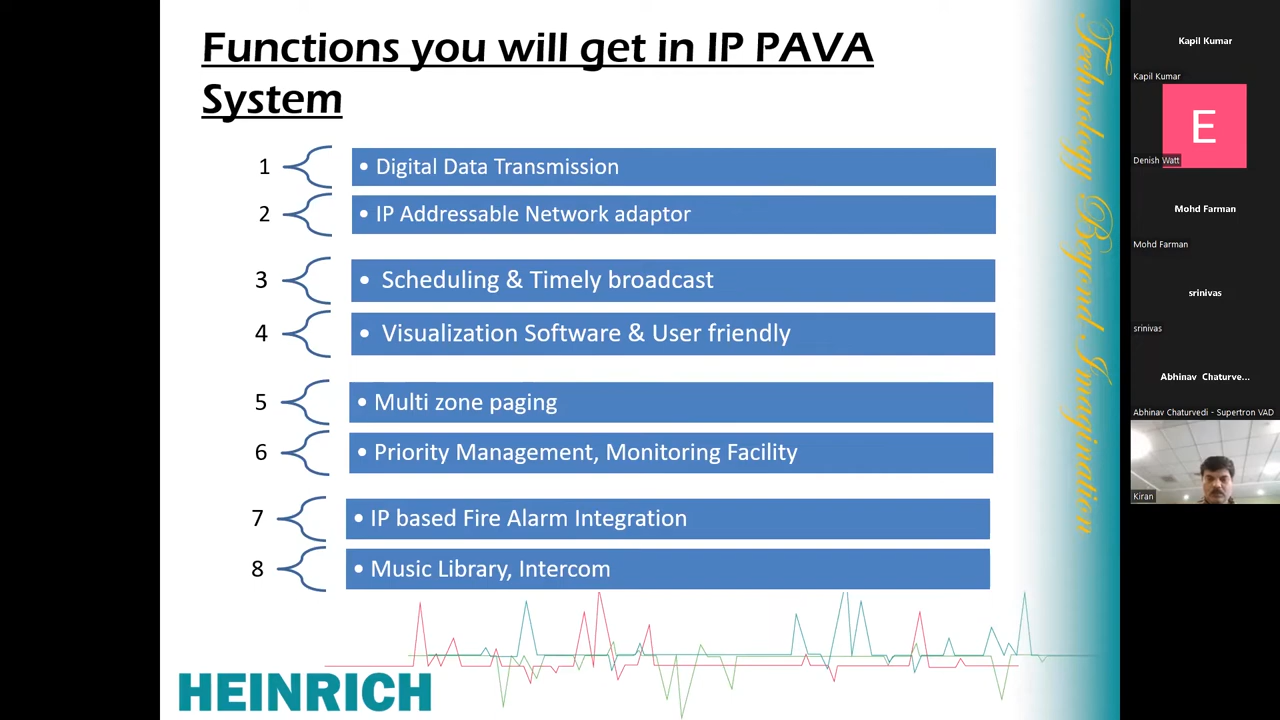 Functions you will get in IP PAVA
System
1
• Digital Data Transmission
2
• IP Addressable Network adaptor
3
• Scheduling & Timely broadcast
4
• Visualization Software & User friendly
5
• Multi zone paging
6
• Priority Management, Monitoring Facility
7
• IP based Fire Alarm Integration
8
• Music Library, Intercom
HEINRICH
Technology Beyond Imagination
Kapil Kumar
Kapil Kumar
E
Denish Watt
Mohd Farman
Mohd Farman
srinivas
srinivas
Abhinav Chaturve...
Abhinav Chaturvedi - Supertron VAD
Kiran